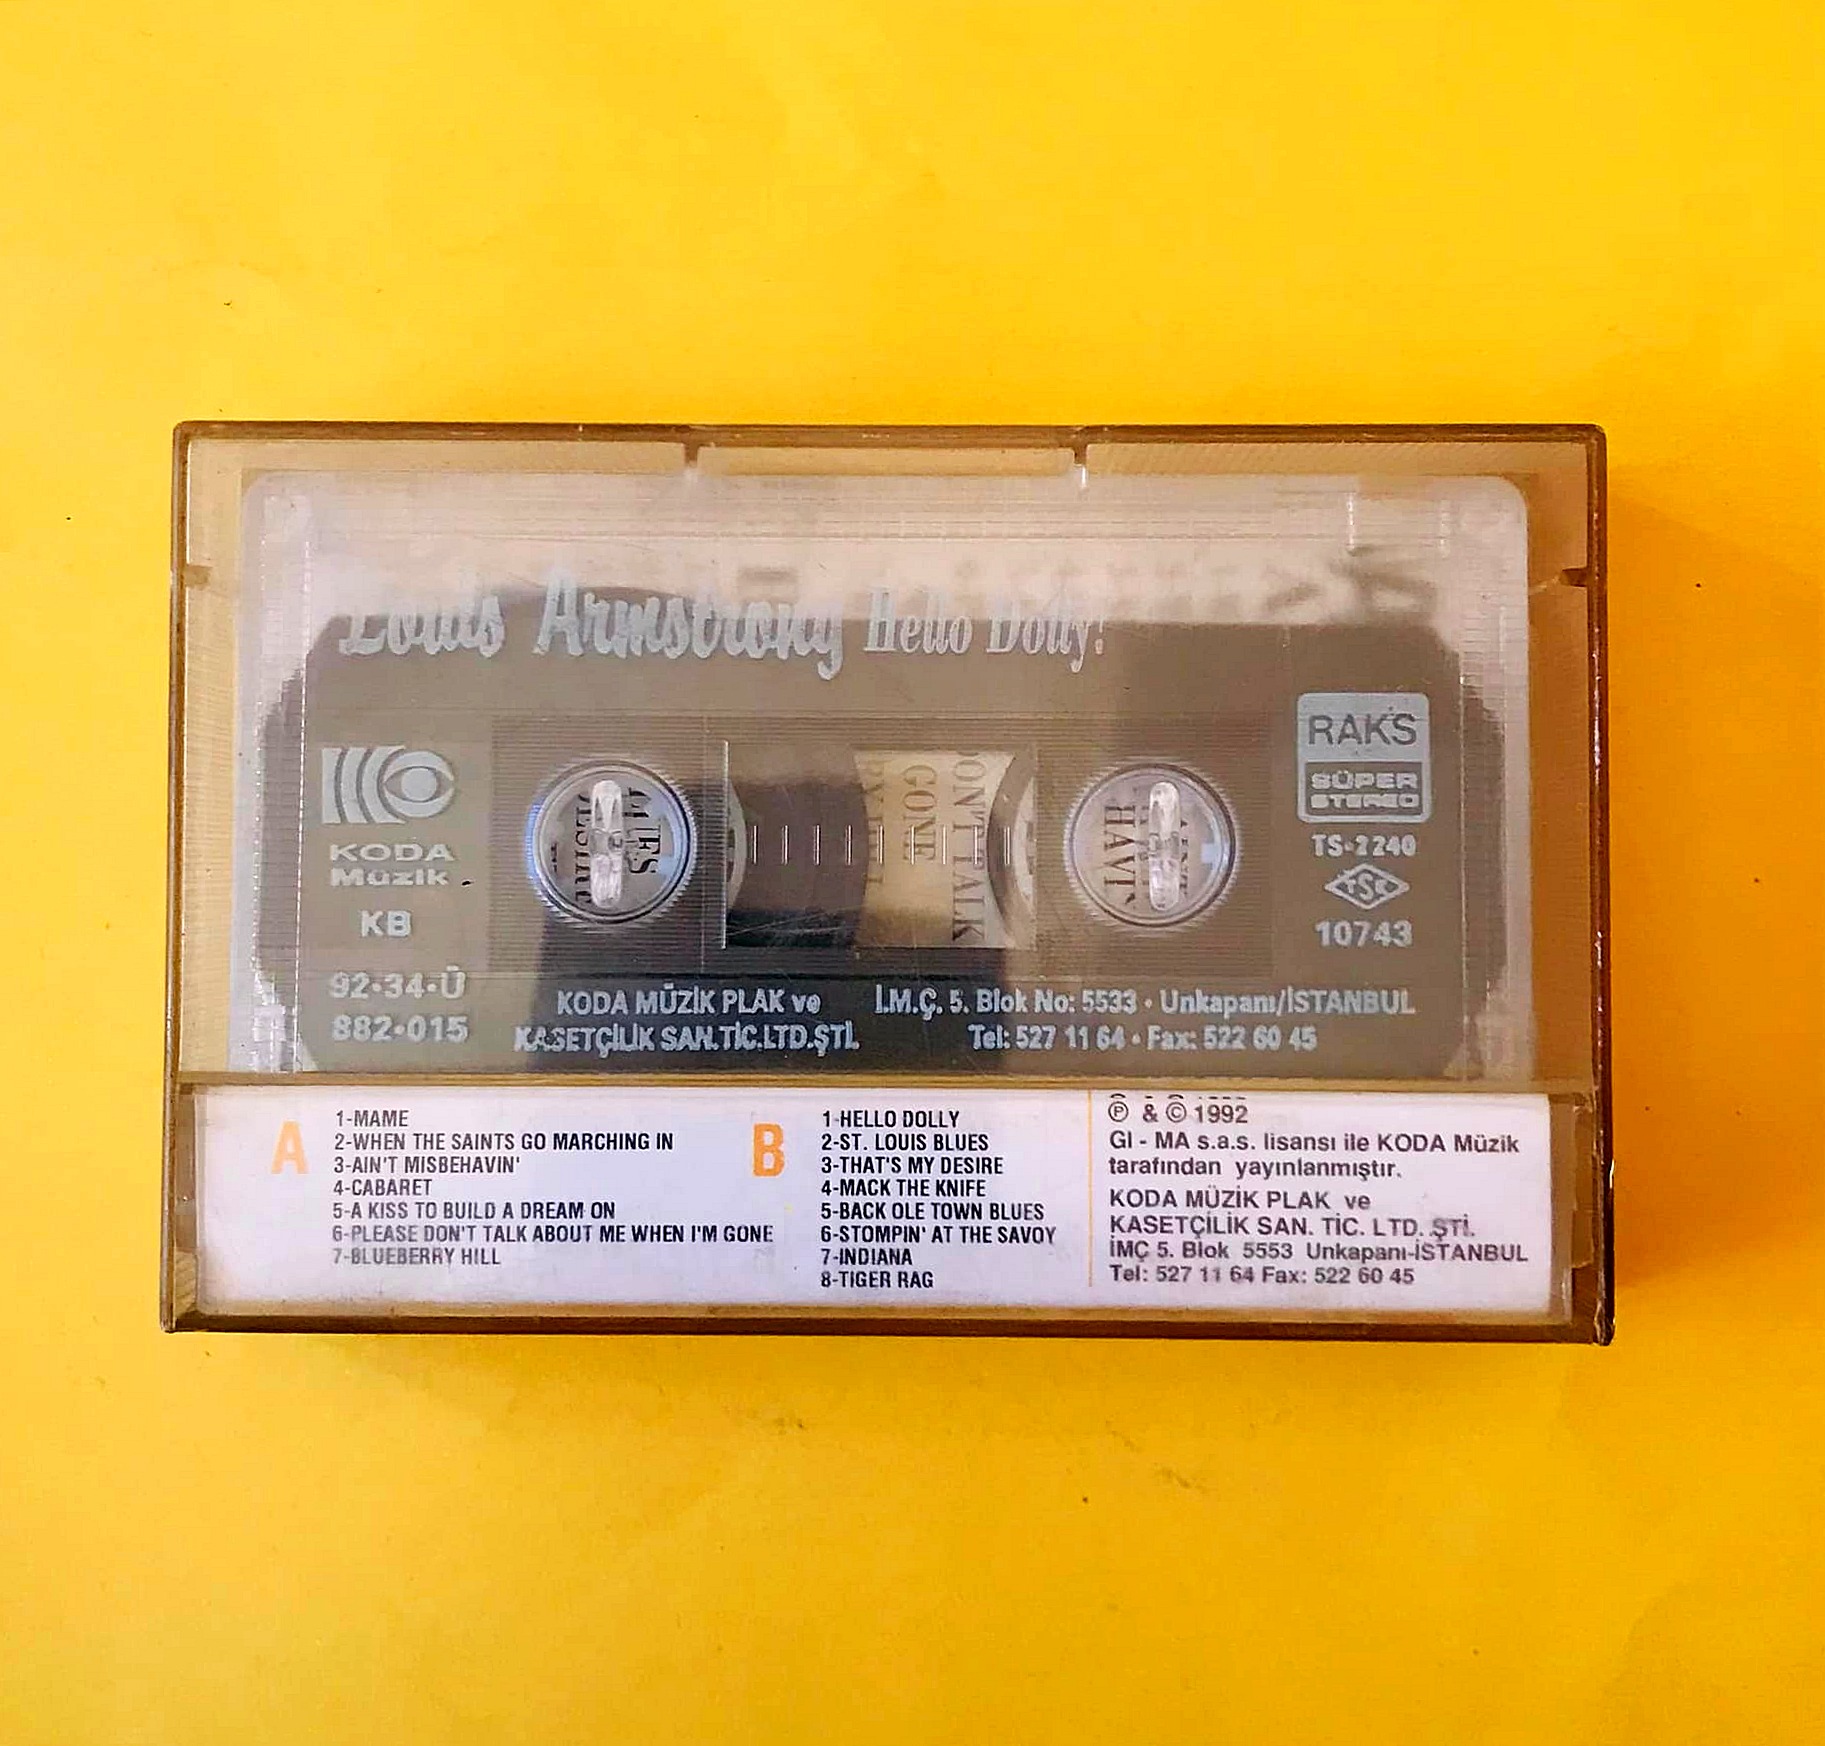 Louis Armstrong Hello Dolly!
RAKS
SÜPER
STEREO
KODA
Müzik
KB
92•34•Ü
882•015
TS-2240
TSE
10743
ON'T TALK
GONE
HAVI
KODA MÜZİK PLAK ve
KASETÇİLİK SAN.TİC.LTD.ŞTİ.
İ.M.Ç. 5. Blok No: 5533 • Unkapanı/İSTANBUL
Tel: 527 11 64 • Fax: 522 60 45
A
1-MAME
2-WHEN THE SAINTS GO MARCHING IN
3-AIN'T MISBEHAVIN'
4-CABARET
5-A KISS TO BUILD A DREAM ON
6-PLEASE DON'T TALK ABOUT ME WHEN I'M GONE
7-BLUEBERRY HILL
B
1-HELLO DOLLY
2-ST. LOUIS BLUES
3-THAT'S MY DESIRE
4-MACK THE KNIFE
5-BACK OLE TOWN BLUES
6-STOMPIN' AT THE SAVOY
7-INDIANA
8-TIGER RAG
℗ & © 1992
GI - MA s.a.s. lisansı ile KODA Müzik
tarafından yayınlanmıştır.
KODA MÜZİK PLAK ve
KASETÇİLİK SAN. TİC. LTD. ŞTİ.
İMÇ 5. Blok 5553 Unkapanı-İSTANBUL
Tel: 527 11 64 Fax: 522 60 45